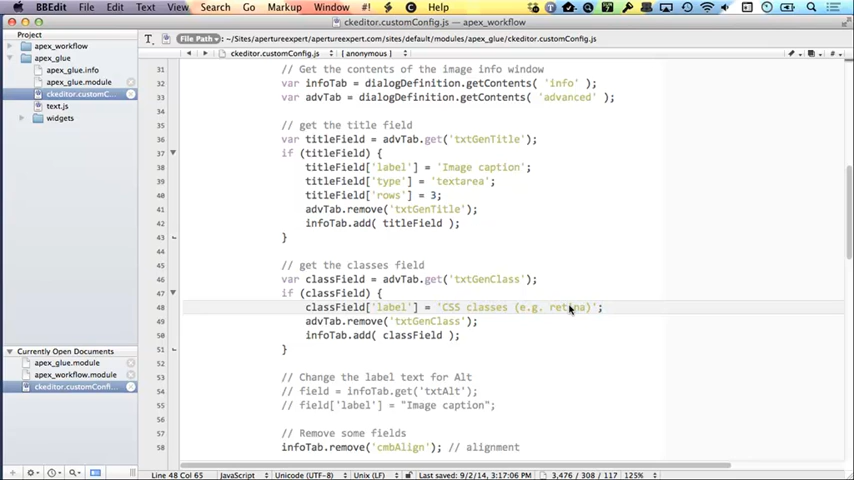 BBEdit File Edit Text View Search Go Markup Window Help
ckeditor.customConfig.js — apex_workflow
Project
apex_workflow
apex_glue
apex_glue.info
apex_glue.module
ckeditor.customC...
text.js
widgets
Currently Open Documents
apex_glue.module
apex_workflow.module
ckeditor.customConfi...
File Path : ~/Sites/apertureexpert/apertureexpert.com/sites/default/modules/apex_glue/ckeditor.customConfig.js
ckeditor.customConfig.js [ anonymous ]
31 // Get the contents of the image info window
32 var infoTab = dialogDefinition.getContents( 'info' );
33 var advTab = dialogDefinition.getContents( 'advanced' );
34
35 // get the title field
36 var titleField = advTab.get('txtGenTitle');
37 if (titleField) {
38 titleField['label'] = 'Image caption';
39 titleField['type'] = 'textarea';
40 titleField['rows'] = 3;
41 advTab.remove('txtGenTitle');
42 infoTab.add( titleField );
43 }
44
45 // get the classes field
46 var classField = advTab.get('txtGenClass');
47 if (classField) {
48 classField['label'] = 'CSS classes (e.g. retina)';
49 advTab.remove('txtGenClass');
50 infoTab.add( classField );
51 }
52
53 // Change the label text for Alt
54 // field = infoTab.get('txtAlt');
55 // field['label'] = "Image caption";
56
57 // Remove some fields
58 infoTab.remove('cmbAlign'); // alignment
Line 48 Col 65 JavaScript Unicode (UTF-8) Unix (LF) Last saved: 9/2/14 3:17:06 PM 3,476 / 308 / 117 125%